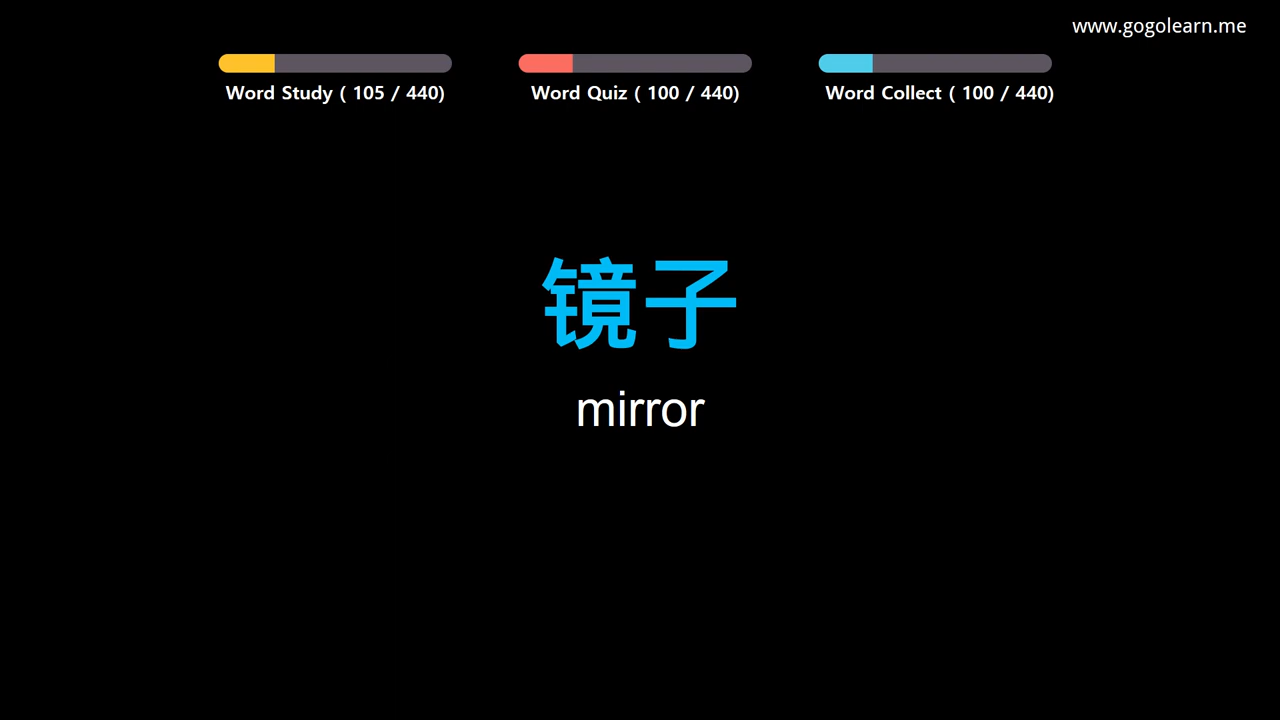 www.gogolearn.me
Word Study ( 105 / 440)
Word Quiz ( 100 / 440)
Word Collect ( 100 / 440)
镜子
mirror